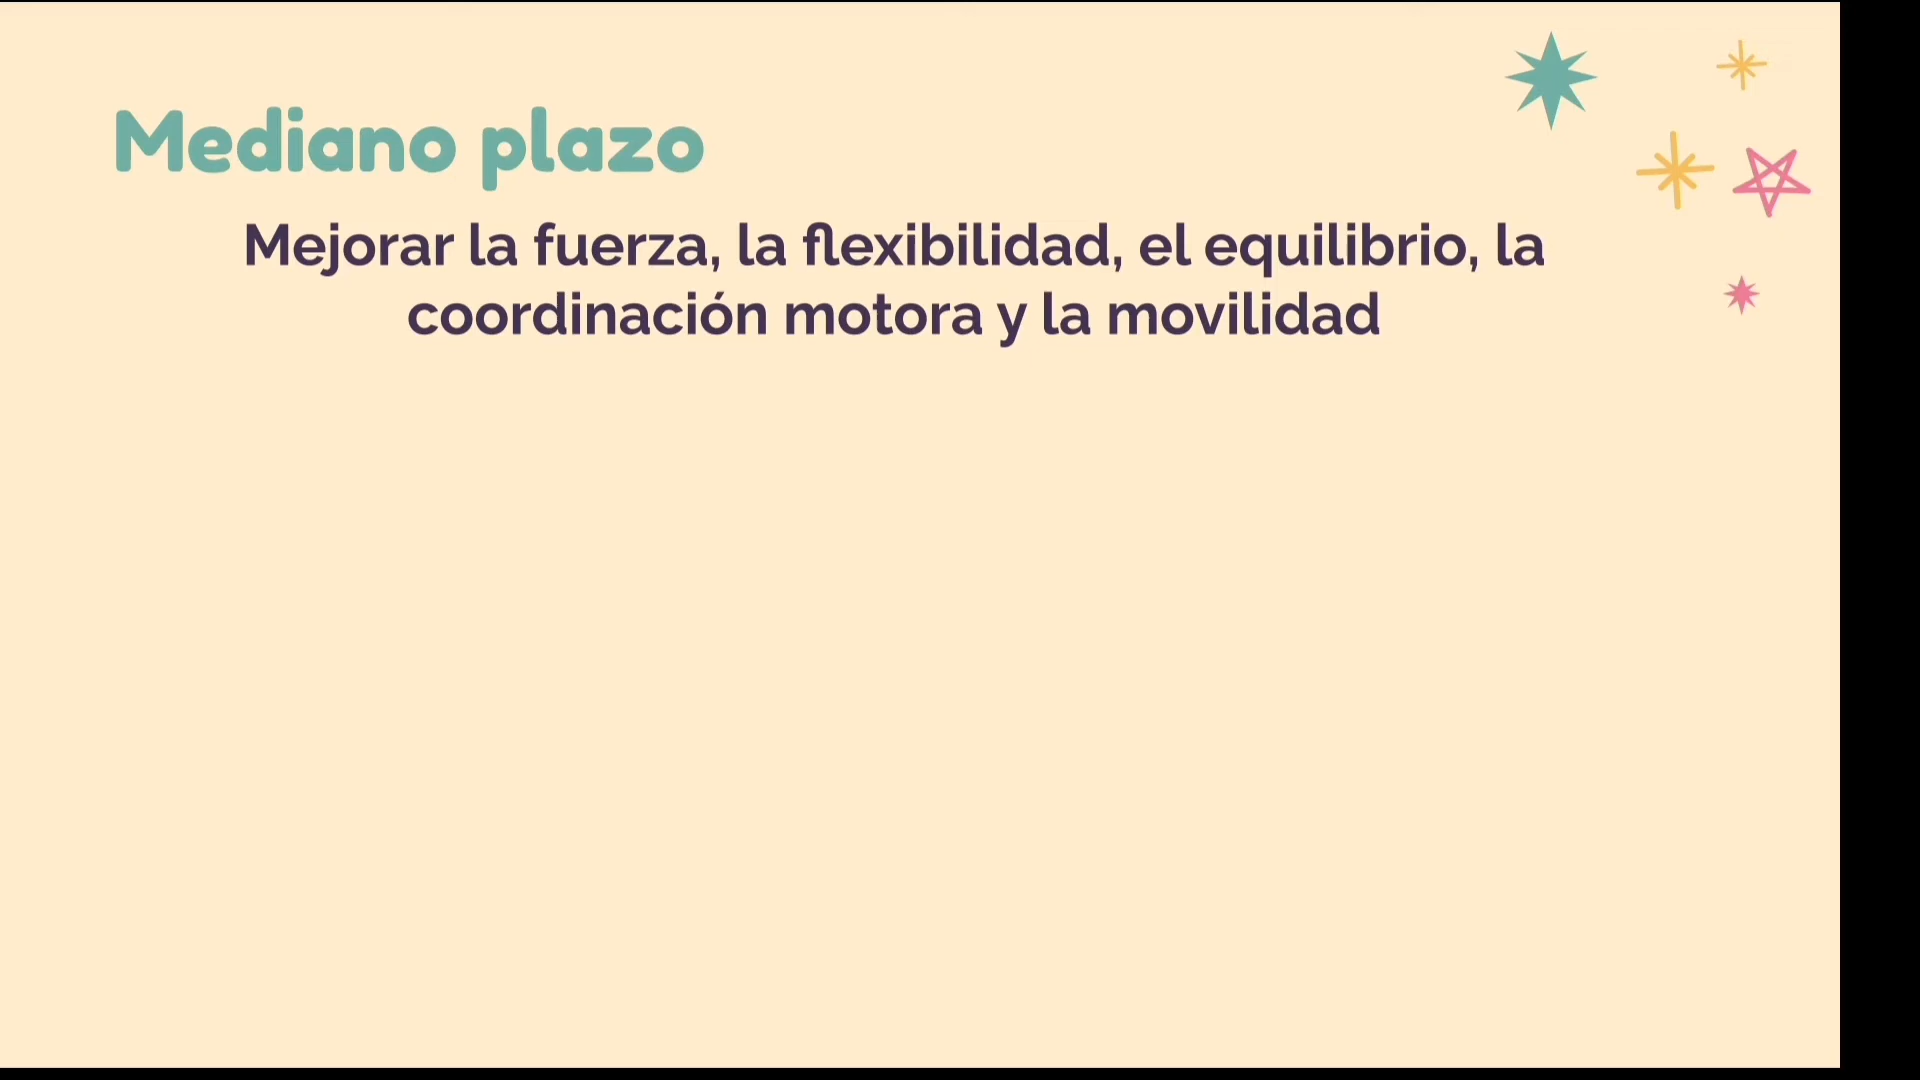 Mediano plazo
Mejorar la fuerza, la flexibilidad, el equilibrio, la
coordinación motora y la movilidad